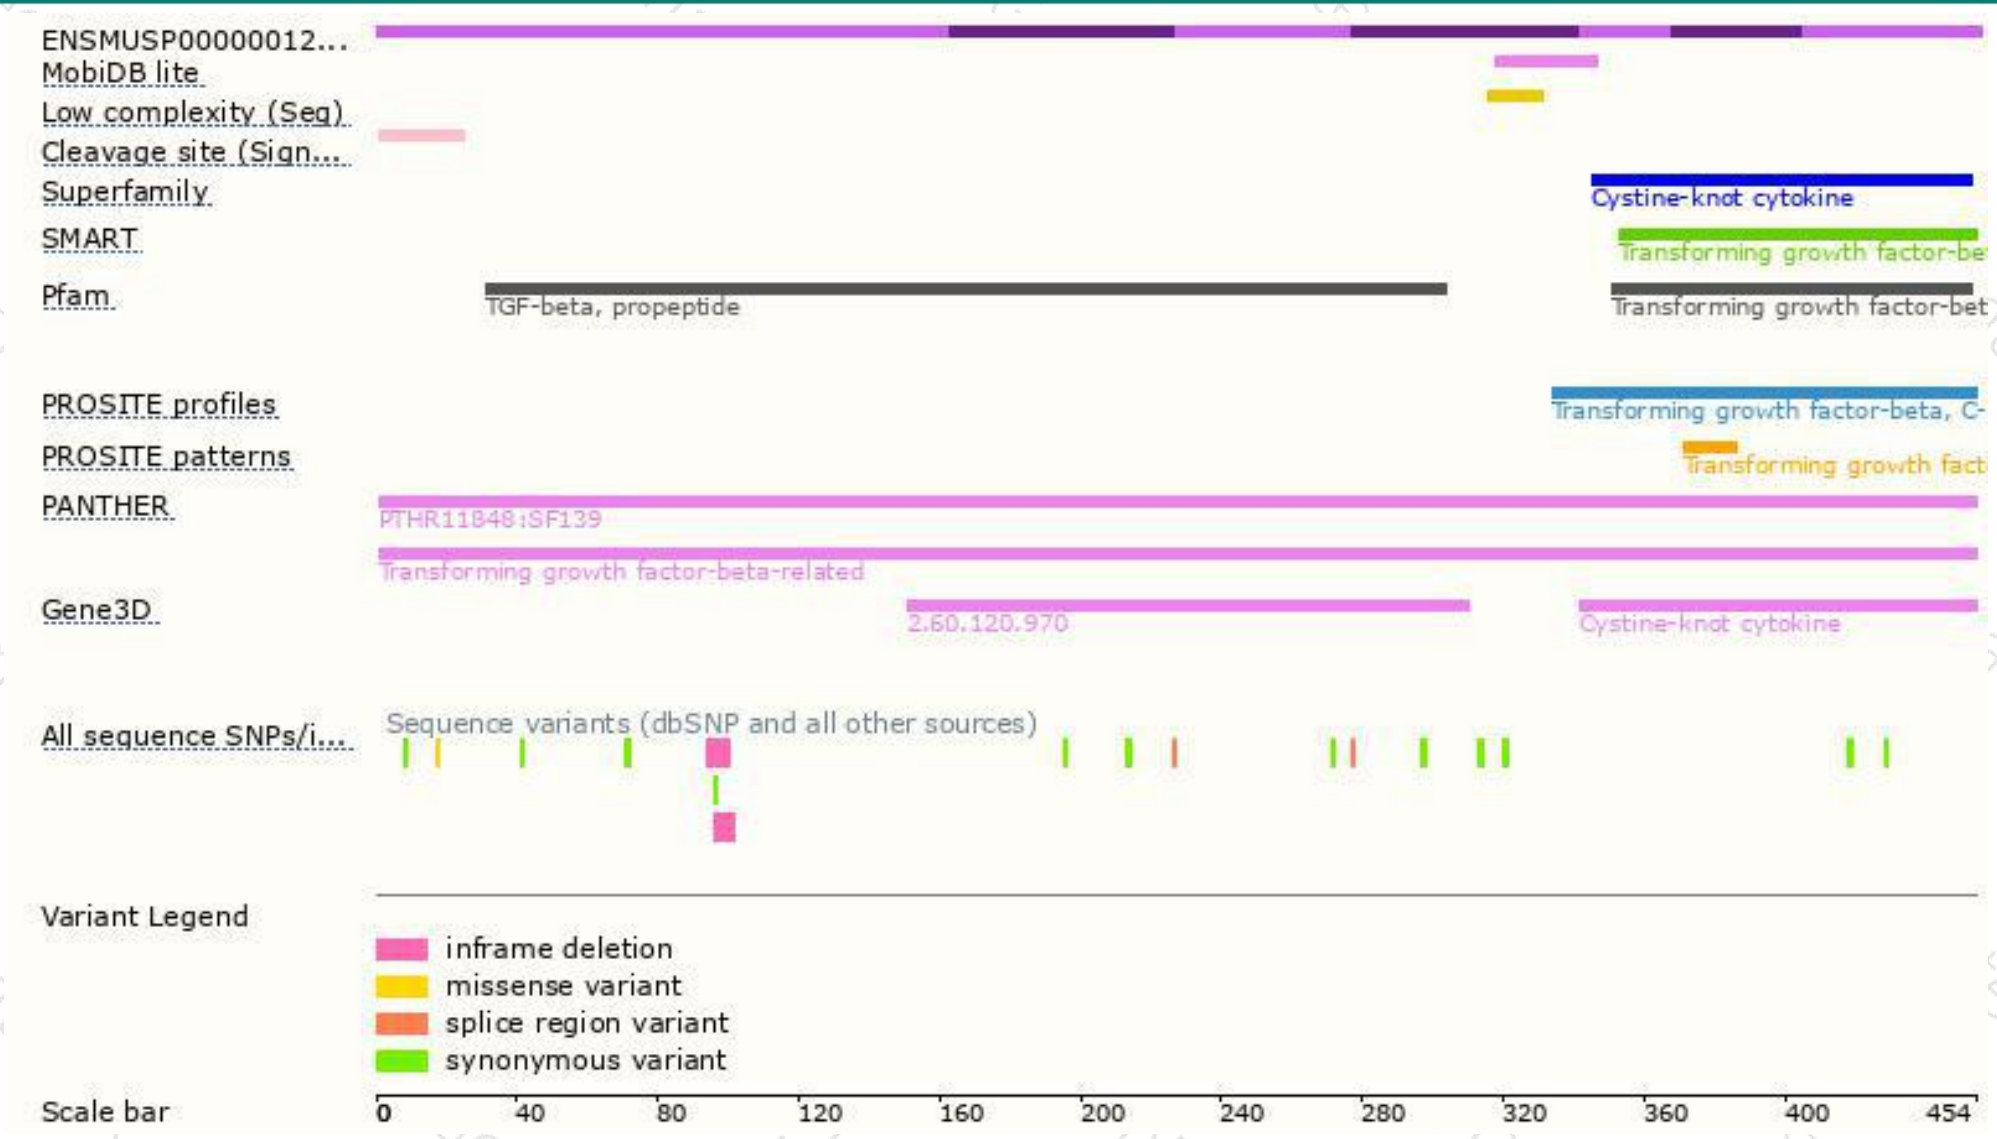 ENSMUSP00000012...
MobiDB lite
Low complexity (Seg)
Cleavage site (Sign...
Superfamily
Cystine-knot cytokine
SMART
Transforming growth factor-be
Pfam
TGF-beta, propeptide
Transforming growth factor-bet
PROSITE profiles
Transforming growth factor-beta, C-
PROSITE patterns
Transforming growth fact
PANTHER
PTHR11848:SF139
Transforming growth factor-beta-related
Gene3D
2.60.120.970
Cystine-knot cytokine
Sequence variants (dbSNP and all other sources)
All sequence SNPs/i...
Variant Legend
inframe deletion
missense variant
splice region variant
synonymous variant
Scale bar 0 40 80 120 160 200 240 280 320 360 400 454